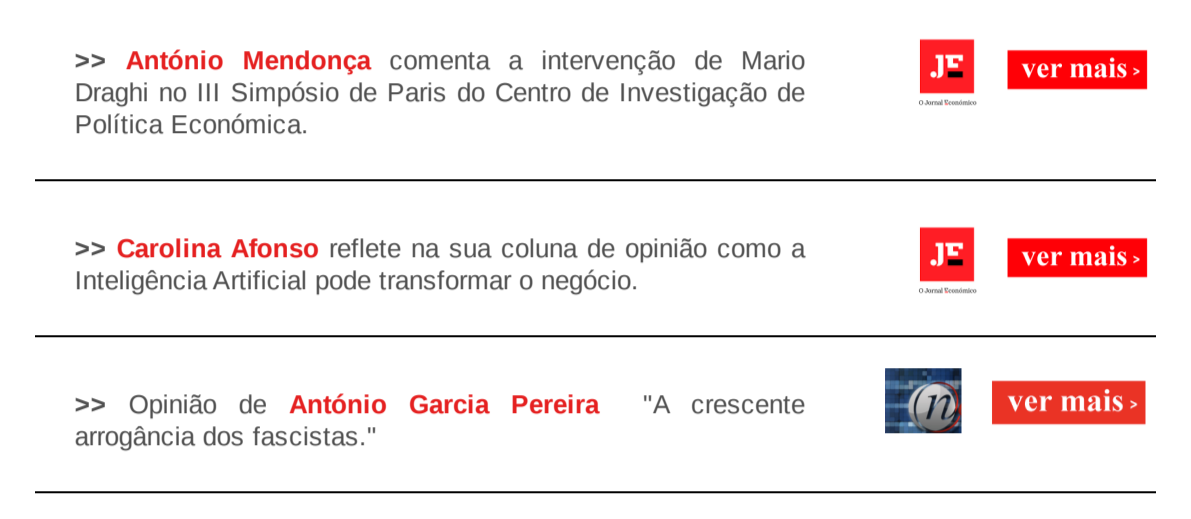 >> António Mendonça comenta a intervenção de Mario
Draghi no III Simpósio de Paris do Centro de Investigação de
Política Económica.
JE
O Jornal Económico
ver mais >
>> Carolina Afonso reflete na sua coluna de opinião como a
Inteligência Artificial pode transformar o negócio.
JE
O Jornal Económico
ver mais >
>> Opinião de António Garcia Pereira "A crescente
arrogância dos fascistas."
n
ver mais >